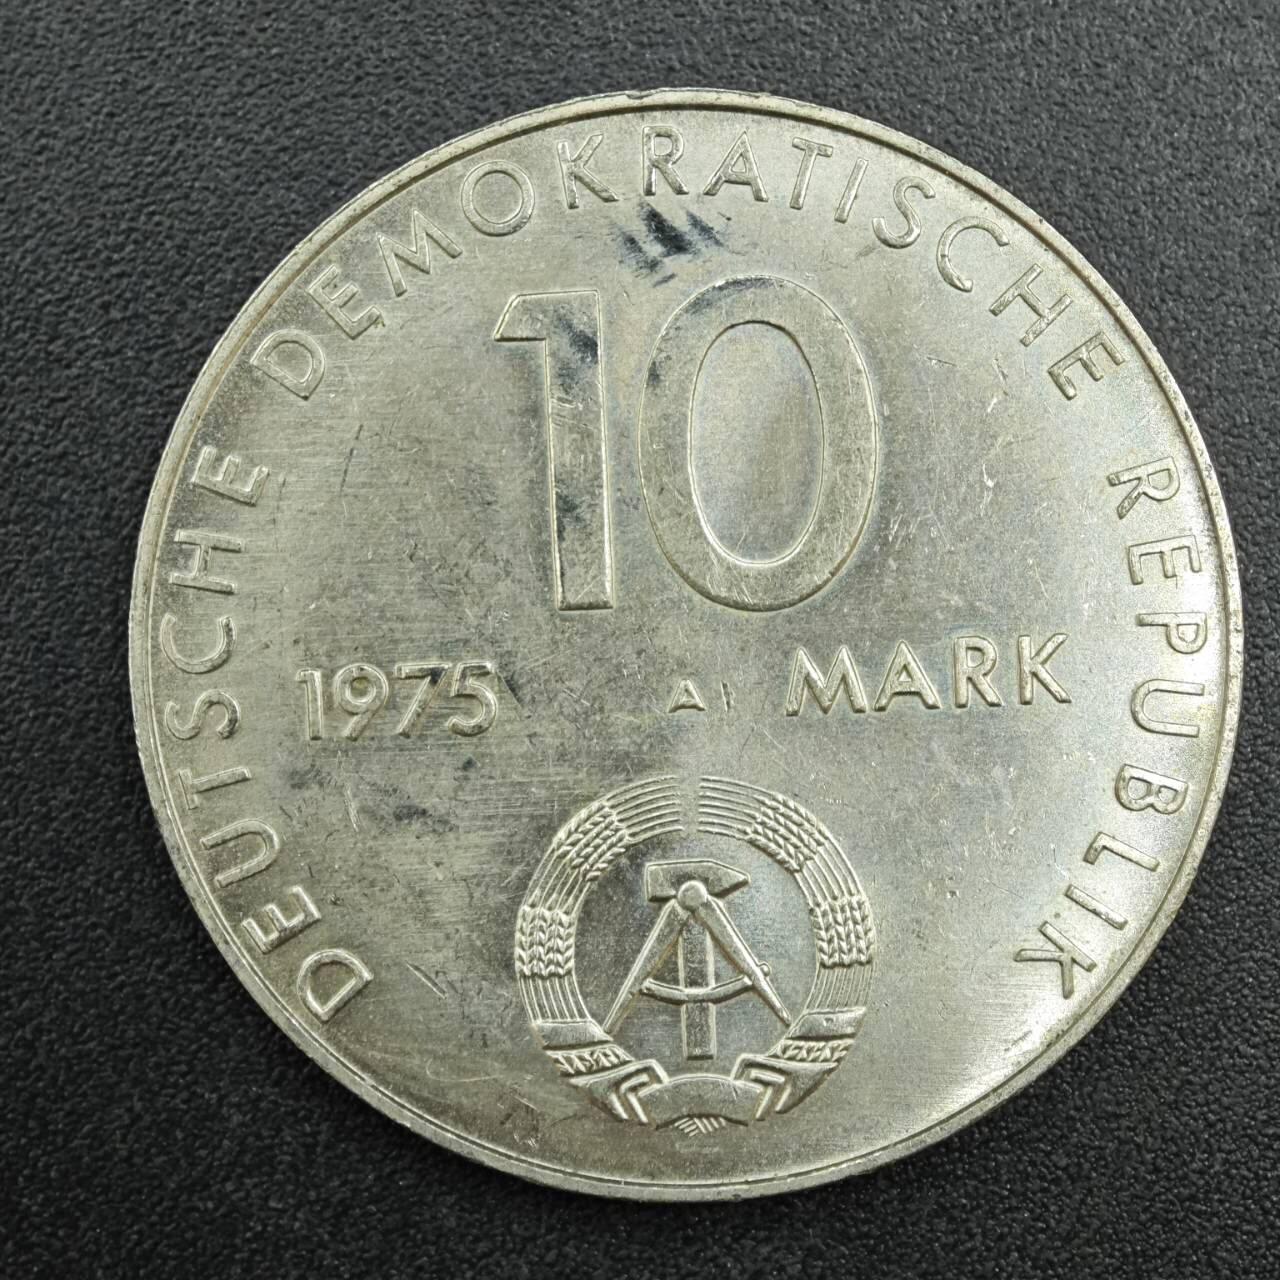 DEUTSCHE DEMOKRATISCHE REPUBLIK
10
1975 A MARK